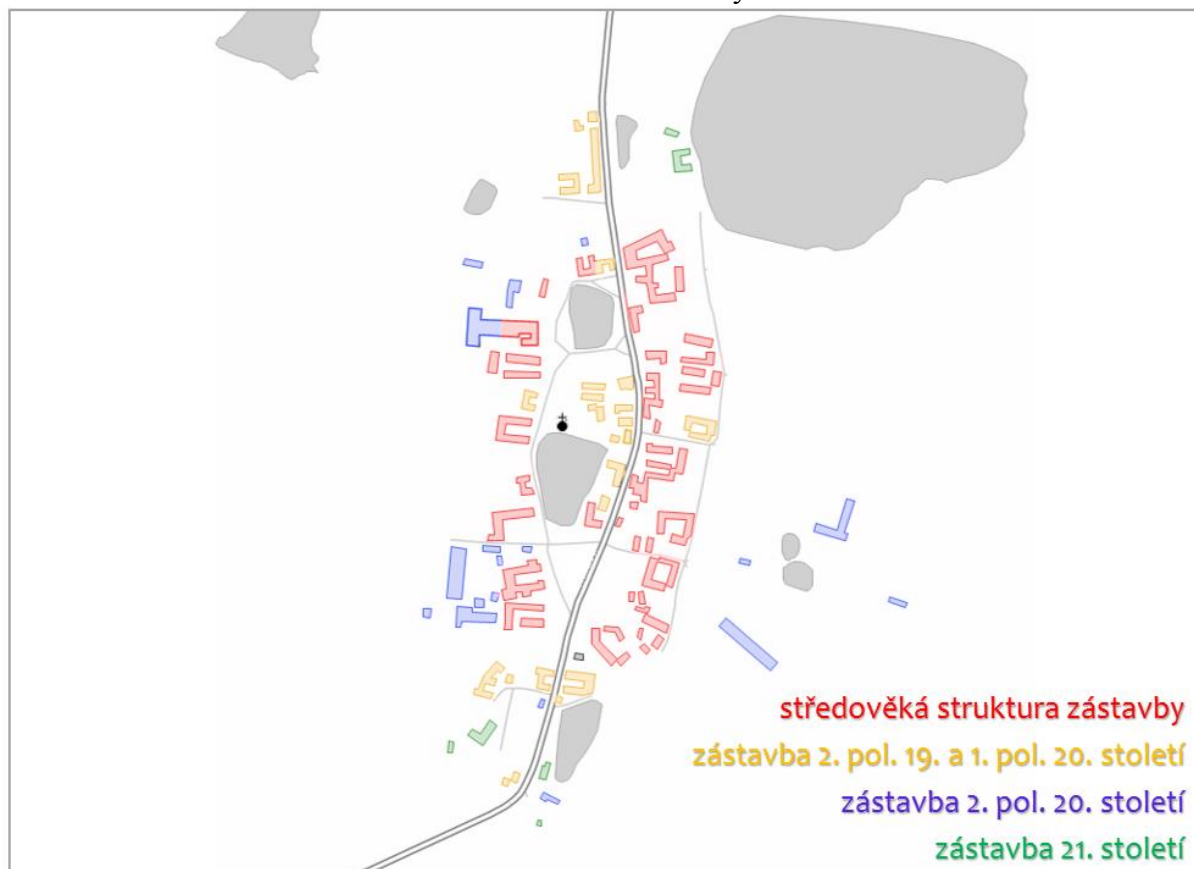 středověká struktura zástavby
zástavba 2. pol. 19. a 1. pol. 20. století
zástavba 2. pol. 20. století
zástavba 21. století